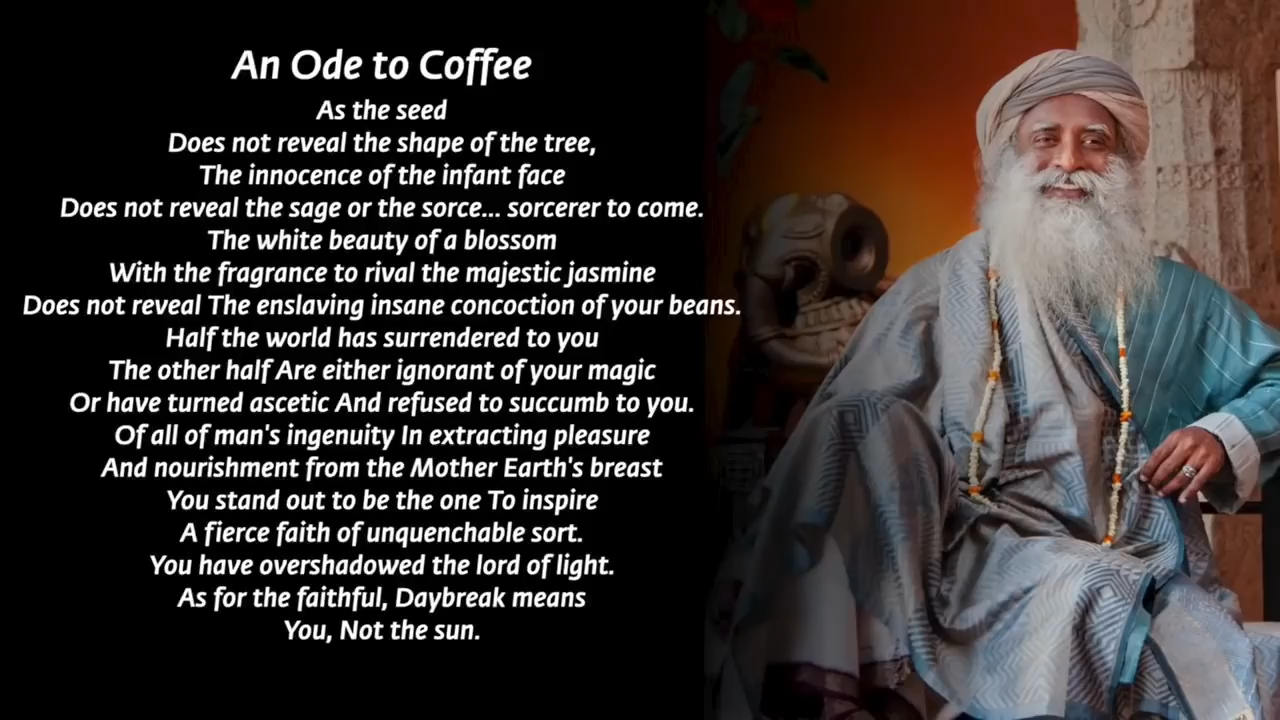 An Ode to Coffee
As the seed
Does not reveal the shape of the tree,
The innocence of the infant face
Does not reveal the sage or the sorce... sorcerer to come.
The white beauty of a blossom
With the fragrance to rival the majestic jasmine
Does not reveal The enslaving insane concoction of your beans.
Half the world has surrendered to you
The other half Are either ignorant of your magic
Or have turned ascetic And refused to succumb to you.
Of all of man's ingenuity In extracting pleasure
And nourishment from the Mother Earth's breast
You stand out to be the one To inspire
A fierce faith of unquenchable sort.
You have overshadowed the lord of light.
As for the faithful, Daybreak means
You, Not the sun.